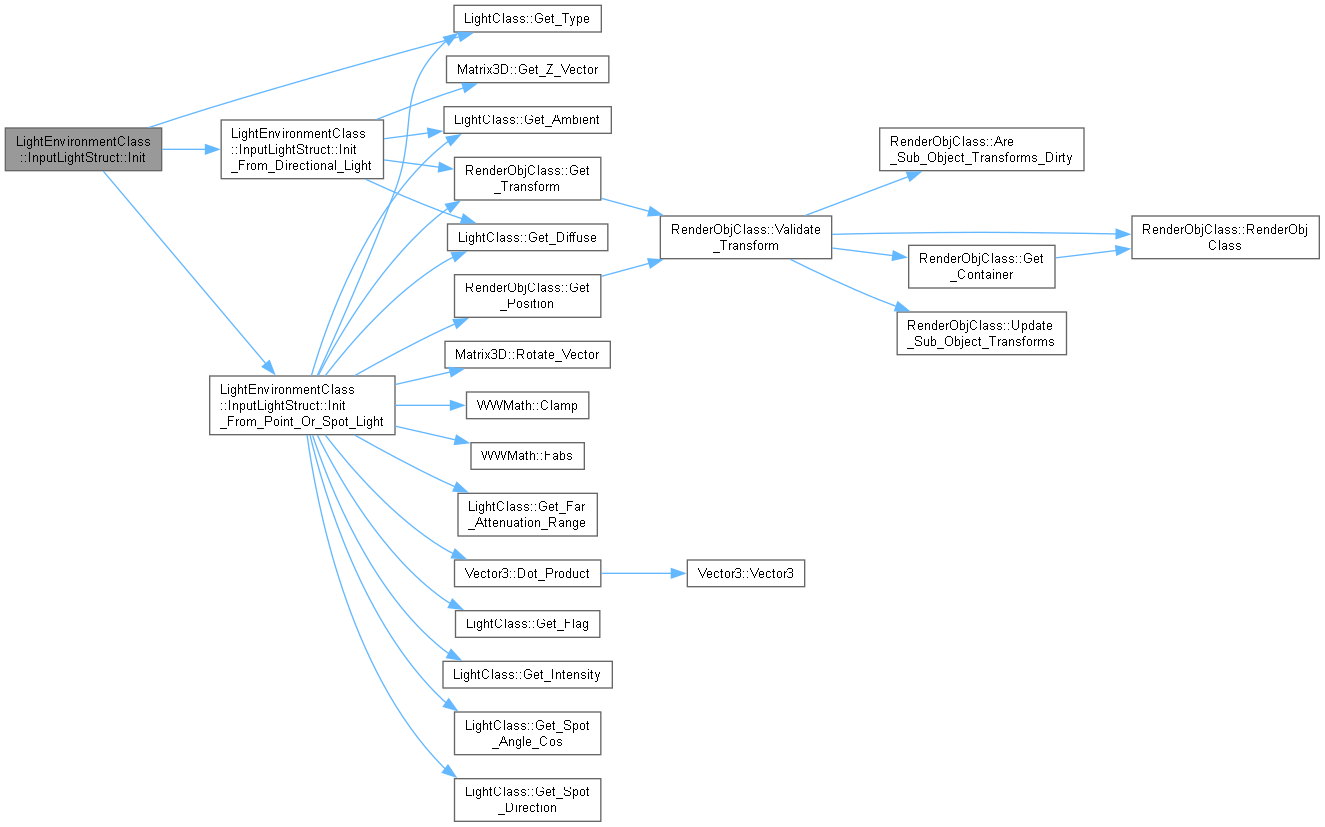 LightClass::Get_Type
Matrix3D::Get_Z_Vector
LightClass::Get_Ambient
LightEnvironmentClass
::InputLightStruct::Init
LightEnvironmentClass
::InputLightStruct::Init
_From_Directional_Light
RenderObjClass::Get
_Transform
LightClass::Get_Diffuse
RenderObjClass::Get
_Position
Matrix3D::Rotate_Vector
LightEnvironmentClass
::InputLightStruct::Init
_From_Point_Or_Spot_Light
WWMath::Clamp
WWMath::Fabs
LightClass::Get_Far
_Attenuation_Range
Vector3::Dot_Product
Vector3::Vector3
LightClass::Get_Flag
LightClass::Get_Intensity
LightClass::Get_Spot
_Angle_Cos
LightClass::Get_Spot
_Direction
RenderObjClass::Validate
_Transform
RenderObjClass::Are
_Sub_Object_Transforms_Dirty
RenderObjClass::Get
_Container
RenderObjClass::Update
_Sub_Object_Transforms
RenderObjClass::RenderObj
Class